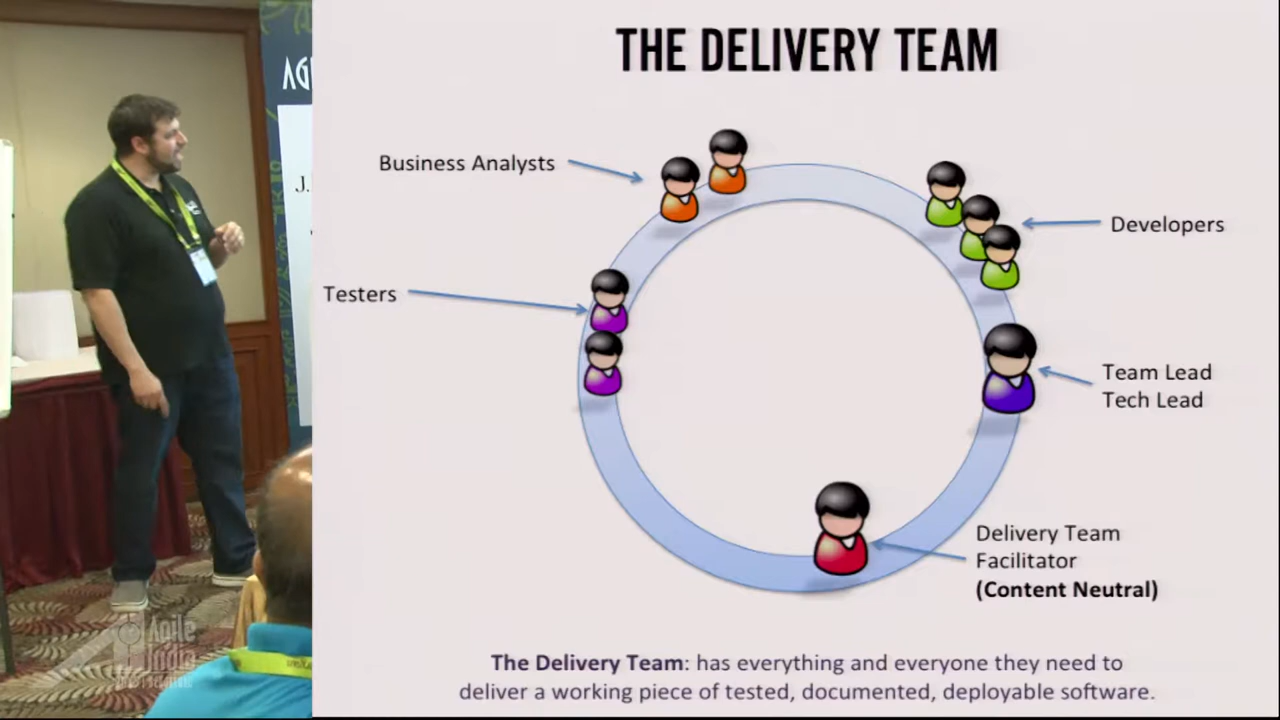 AG
J.
THE DELIVERY TEAM
Business Analysts
Developers
Testers
Team Lead
Tech Lead
Delivery Team
Facilitator
(Content Neutral)
The Delivery Team: has everything and everyone they need to
deliver a working piece of tested, documented, deployable software.
Agile
India